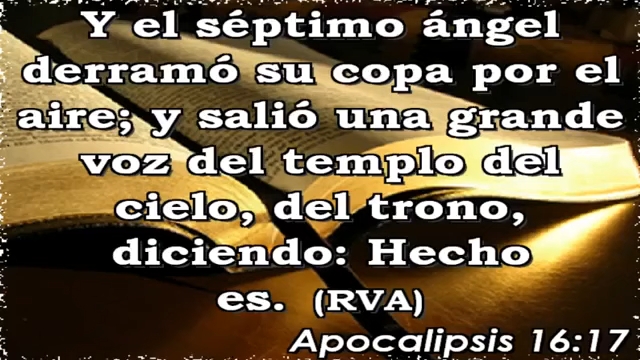 Y el séptimo ángel
derramó su copa por el
aire; y salió una grande
voz del templo del
cielo, del trono,
diciendo: Hecho
es. (RVA)
Apocalipsis 16:17